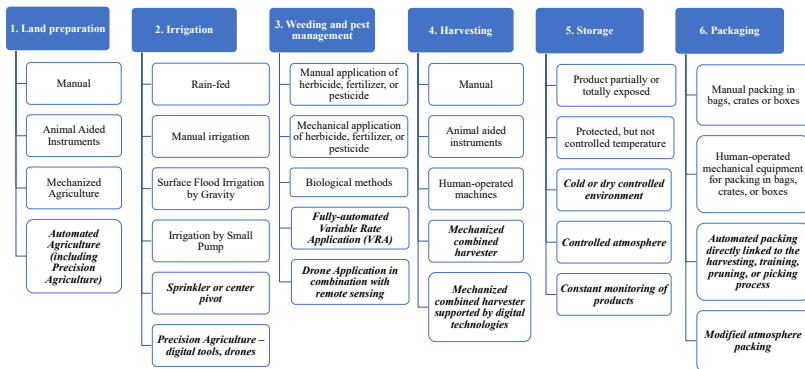 1. Land preparation
Manual
Animal Aided
Instruments
Mechanized
Agriculture
Automated
Agriculture
(including
Precision
Agriculture)
2. Irrigation
Rain-fed
Manual irrigation
Surface Flood Irrigation
by Gravity
Irrigation by Small
Pump
Sprinkler or center
pivot
Precision Agriculture –
digital tools, drones
3. Weeding and pest
management
Manual application of
herbicide, fertilizer, or
pesticide
Mechanical application
of herbicide, fertilizer, or
pesticide
Biological methods
Fully-automated
Variable Rate
Application (VRA)
Drone Application in
combination with
remote sensing
4. Harvesting
Manual
Animal aided
instruments
Human-operated
machines
Mechanized
combined
harvester
Mechanized
combined harvester
supported by digital
technologies
5. Storage
Product partially or
totally exposed
Protected, but not
controlled temperature
Cold or dry controlled
environment
Controlled atmosphere
Constant monitoring of
products
6. Packaging
Manual packing in
bags, crates or boxes
Human-operated
mechanical equipment
for packing in bags,
crates, or boxes
Automated packing
directly linked to the
harvesting, training,
pruning, or picking
process
Modified atmosphere
packing